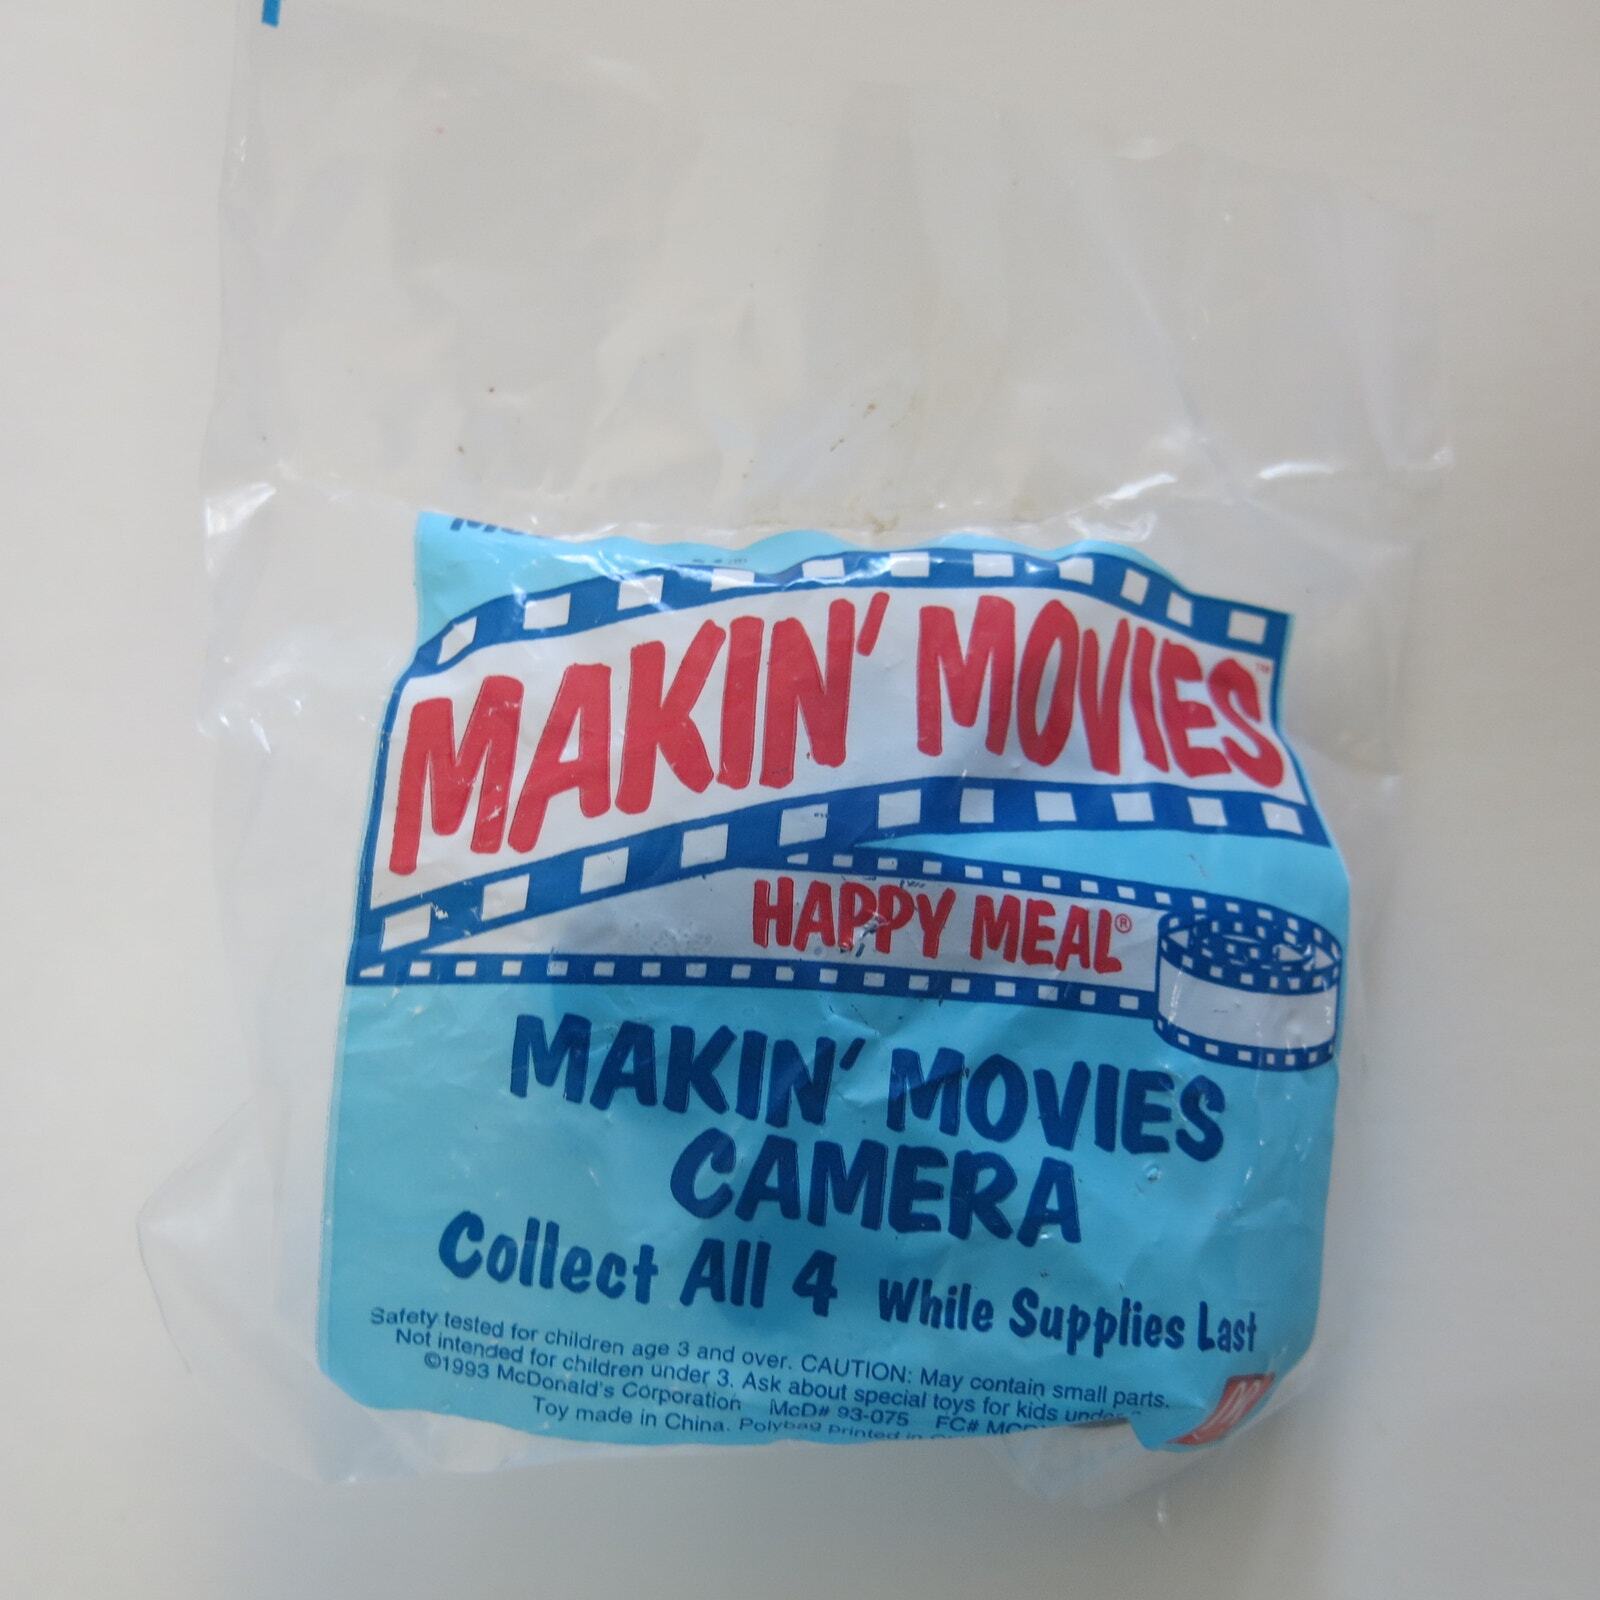 MAKIN' MOVIES™
HAPPY MEAL®
MAKIN' MOVIES
CAMERA
Collect All 4 While Supplies Last
Safety tested for children age 3 and over. CAUTION: May contain small parts.
Not intended for children under 3. Ask about special toys for kids under
©1993 McDonald's Corporation McD# 93-075 FC#
Toy made in China. Polybag printed in